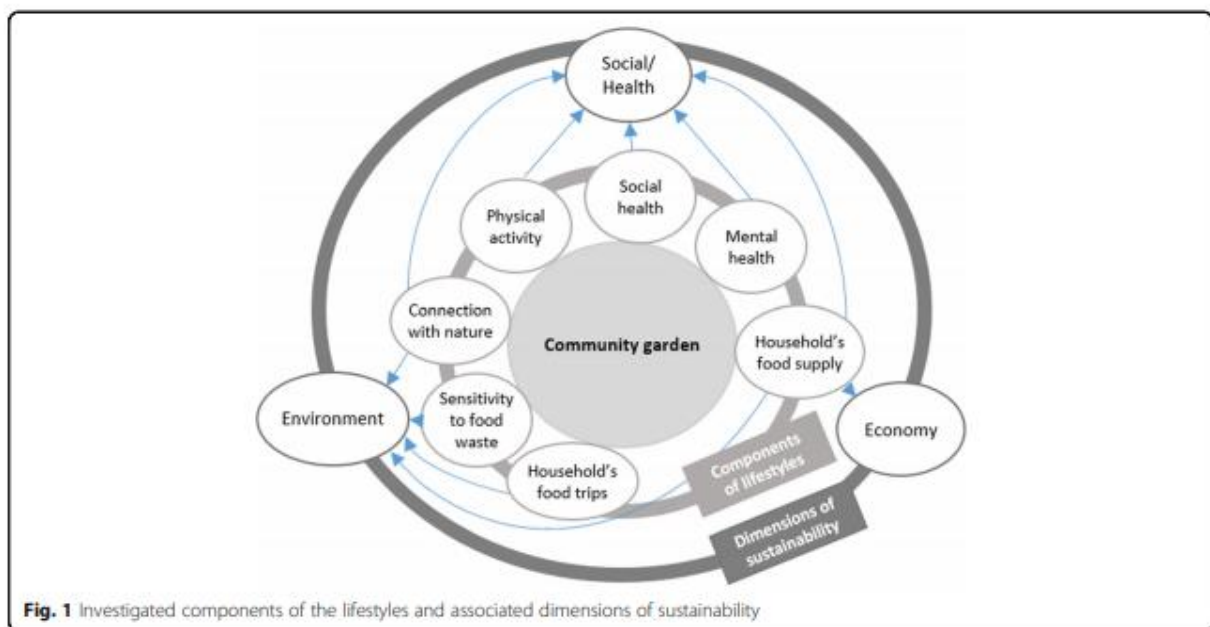 Social/
Health
Social
health
Physical
activity
Mental
health
Connection
with nature
Community garden
Household's
food supply
Environment
Sensitivity
to food
waste
Economy
Household's
food trips
Components
of lifestyles
Dimensions of
sustainability
Fig. 1 Investigated components of the lifestyles and associated dimensions of sustainability